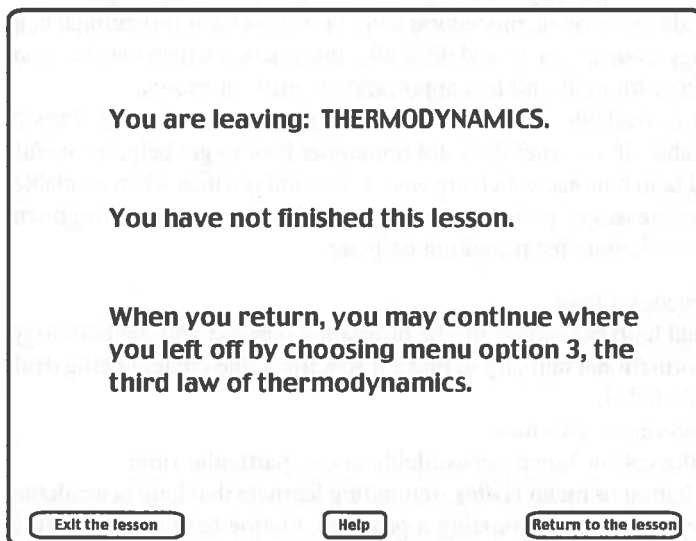 You are leaving: THERMODYNAMICS.
You have not finished this lesson.
When you return, you may continue where
you left off by choosing menu option 3, the
third law of thermodynamics.
Exit the lesson
Help
Return to the lesson